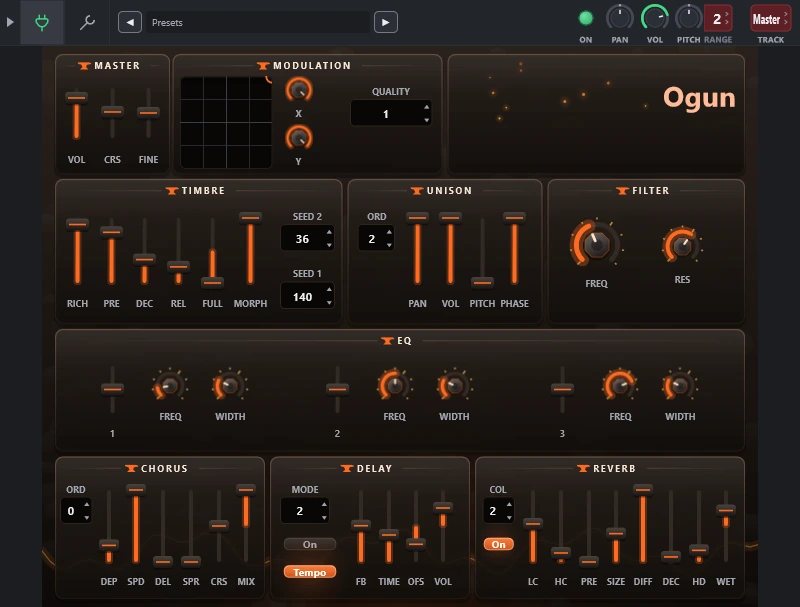 Presets
2
Master
ON PAN VOL PITCH RANGE TRACK
MASTER
VOL CRS FINE
MODULATION
X
Y
QUALITY
1
Ogun
TIMBRE
RICH PRE DEC REL FULL MORPH
SEED 2
36
SEED 1
140
UNISON
ORD
2
PAN VOL PITCH PHASE
FILTER
FREQ
RES
EQ
FREQ WIDTH
1
FREQ WIDTH
2
FREQ WIDTH
3
CHORUS
ORD
0
DEP SPD DEL SPR CRS MIX
DELAY
MODE
2
On
Tempo
FB TIME OFS VOL
REVERB
COL
2
On
LC HC PRE SIZE DIFF DEC HD WET